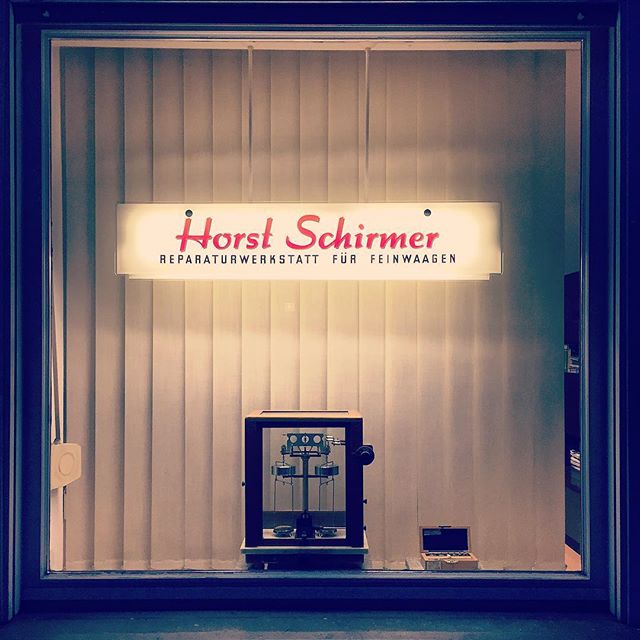 Horst Schirmer
REPARATURWERKSTATT FÜR FEINWAAGEN